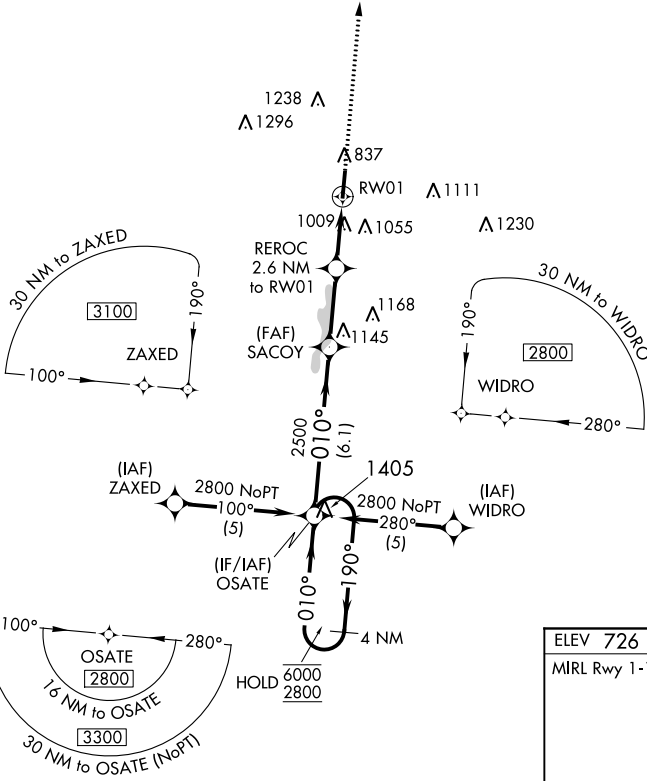 1238
1296
837
RW01
1111
1009
1055
1230
REROC
2.6 NM
to RW01
1168
(FAF)
SACOY
1145
30 NM to ZAXED
3100
190°
ZAXED
100°
30 NM to WIDRO
190°
2800
WIDRO
280°
2500
010°
(6.1)
1405
(IAF)
ZAXED
2800 NoPT
100°
(5)
2800 NoPT
280°
(5)
(IAF)
WIDRO
(IF/IAF)
OSATE
010°
190°
4 NM
HOLD
6000
2800
100°
280°
OSATE
2800
16 NM to OSATE
3300
30 NM to OSATE (NoPT)
ELEV 726
MIRL Rwy 1-